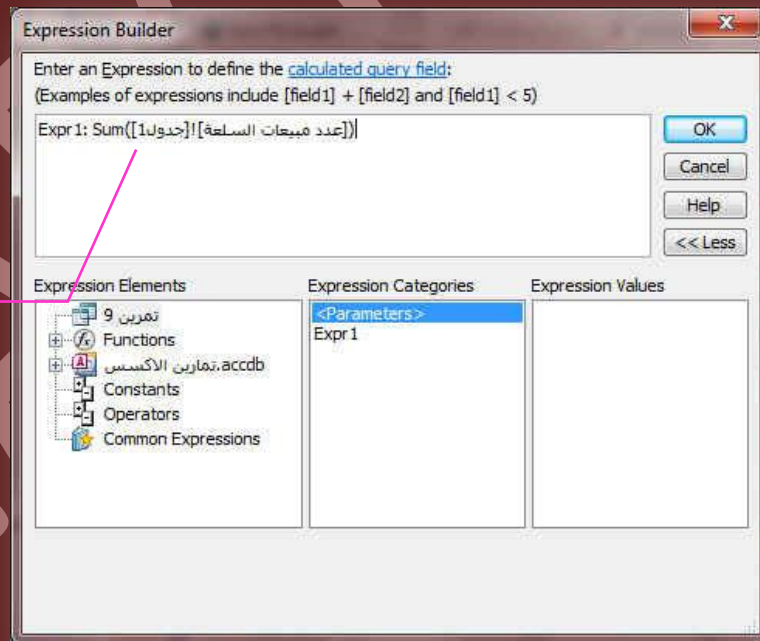 Expression Builder
Enter an Expression to define the calculated query field:
(Examples of expressions include [field1] + [field2] and [field1] < 5)
Expr1: Sum([جدول1]![عدد مبيعات السلعة])
OK
Cancel
Help
<< Less
Expression Elements
تمرين 9
Functions
تمارين الاكسس.accdb
Constants
Operators
Common Expressions
Expression Categories
<Parameters>
Expr1
Expression Values